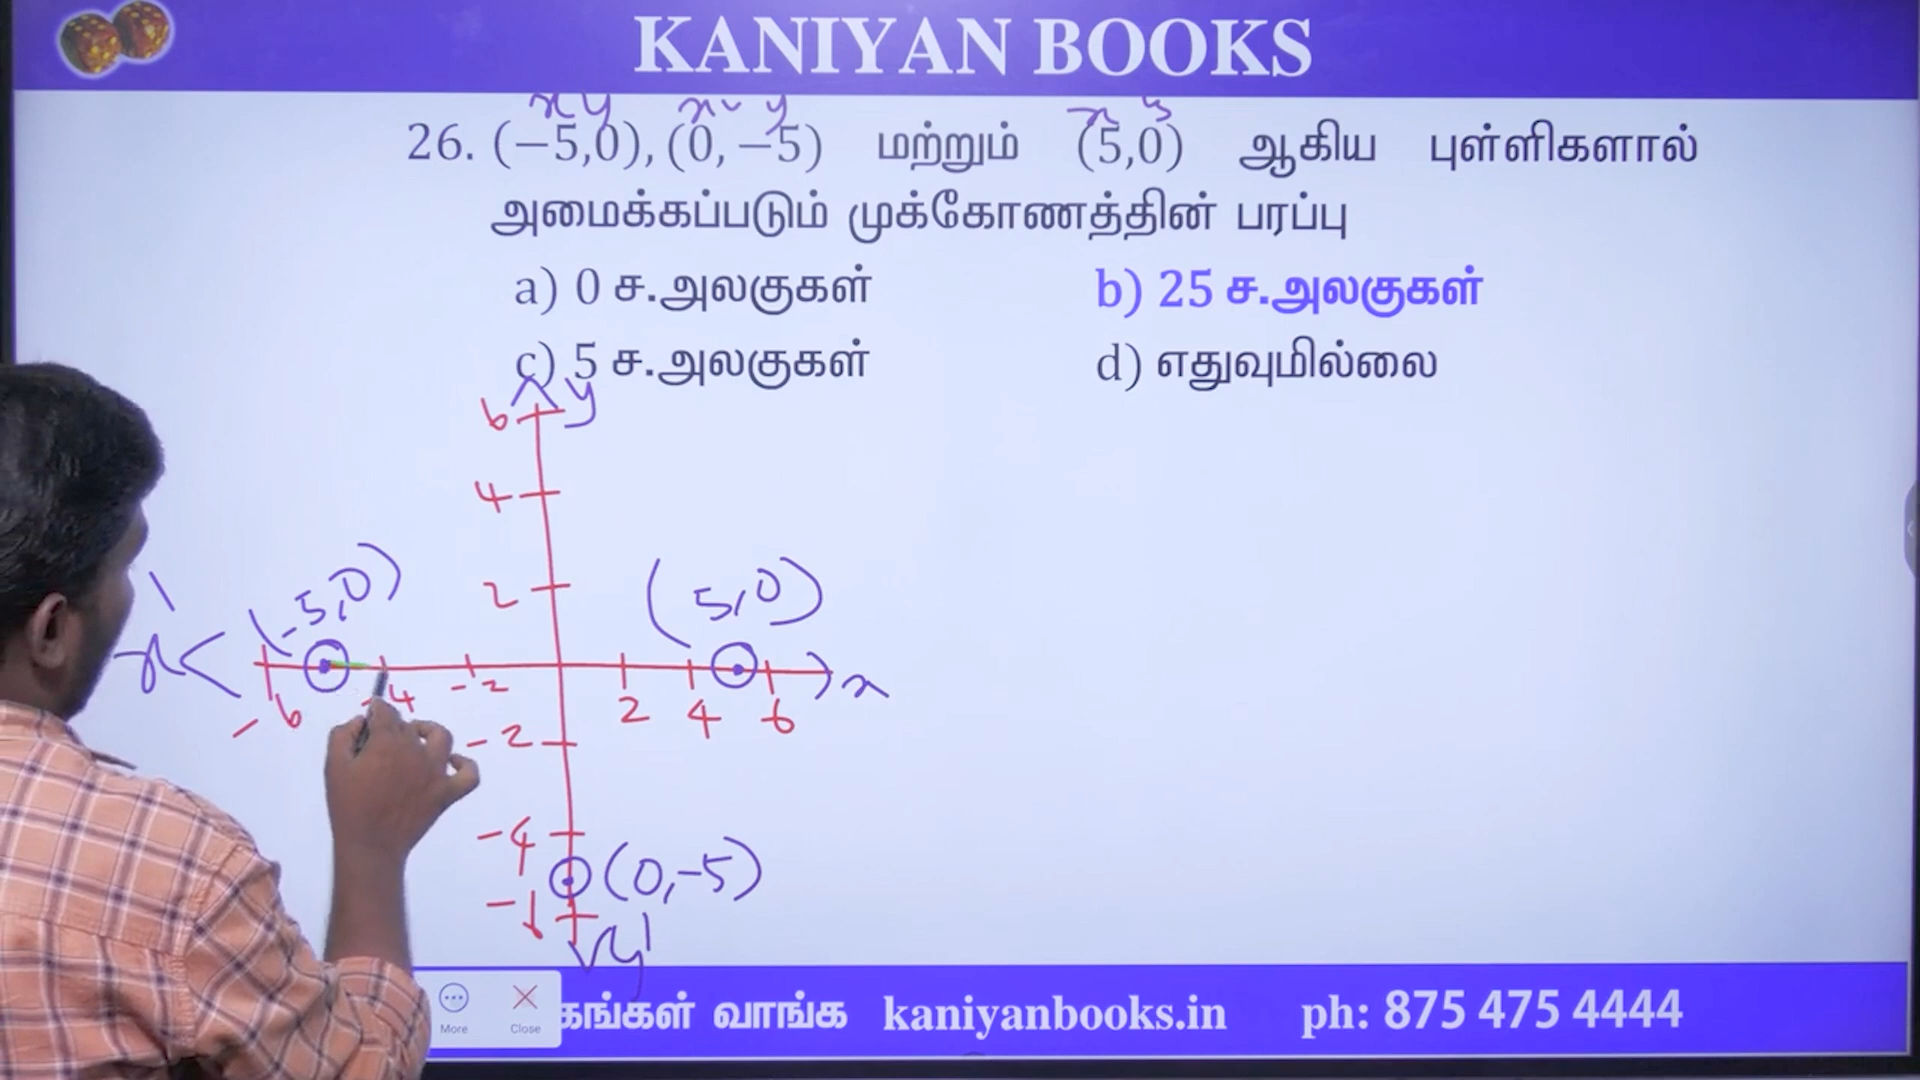 KANIYAN BOOKS
x y x y x y
26. (−5,0), (0, −5) மற்றும் (5,0) ஆகிய புள்ளிகளால்
அமைக்கப்படும் முக்கோணத்தின் பரப்பு
a) 0 ச.அலகுகள் b) 25 ச.அலகுகள்
c) 5 ச.அலகுகள் d) எதுவுமில்லை
6 y
4
(-5,0) 2 (5,0)
x'
x
-6 -4 -2 2 4 6
-2
-4
(0,-5)
y'
More Close
கங்கள் வாங்க kaniyanbooks.in ph: 875 475 4444